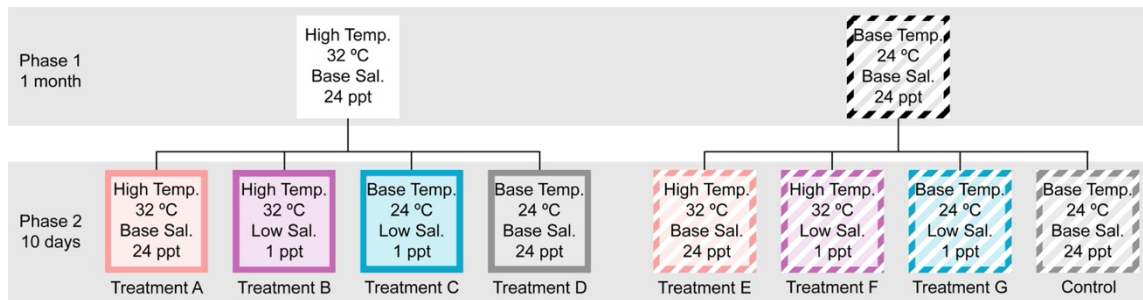 Phase 1
1 month
High Temp.
32 ºC
Base Sal.
24 ppt
Base Temp.
24 ºC
Base Sal.
24 ppt
Phase 2
10 days
High Temp.
32 ºC
Base Sal.
24 ppt
High Temp.
32 ºC
Low Sal.
1 ppt
Base Temp.
24 ºC
Low Sal.
1 ppt
Base Temp.
24 ºC
Base Sal.
24 ppt
High Temp.
32 ºC
Base Sal.
24 ppt
High Temp.
32 ºC
Low Sal.
1 ppt
Base Temp.
24 ºC
Low Sal.
1 ppt
Base Temp.
24 ºC
Base Sal.
24 ppt
Treatment A
Treatment B
Treatment C
Treatment D
Treatment E
Treatment F
Treatment G
Control